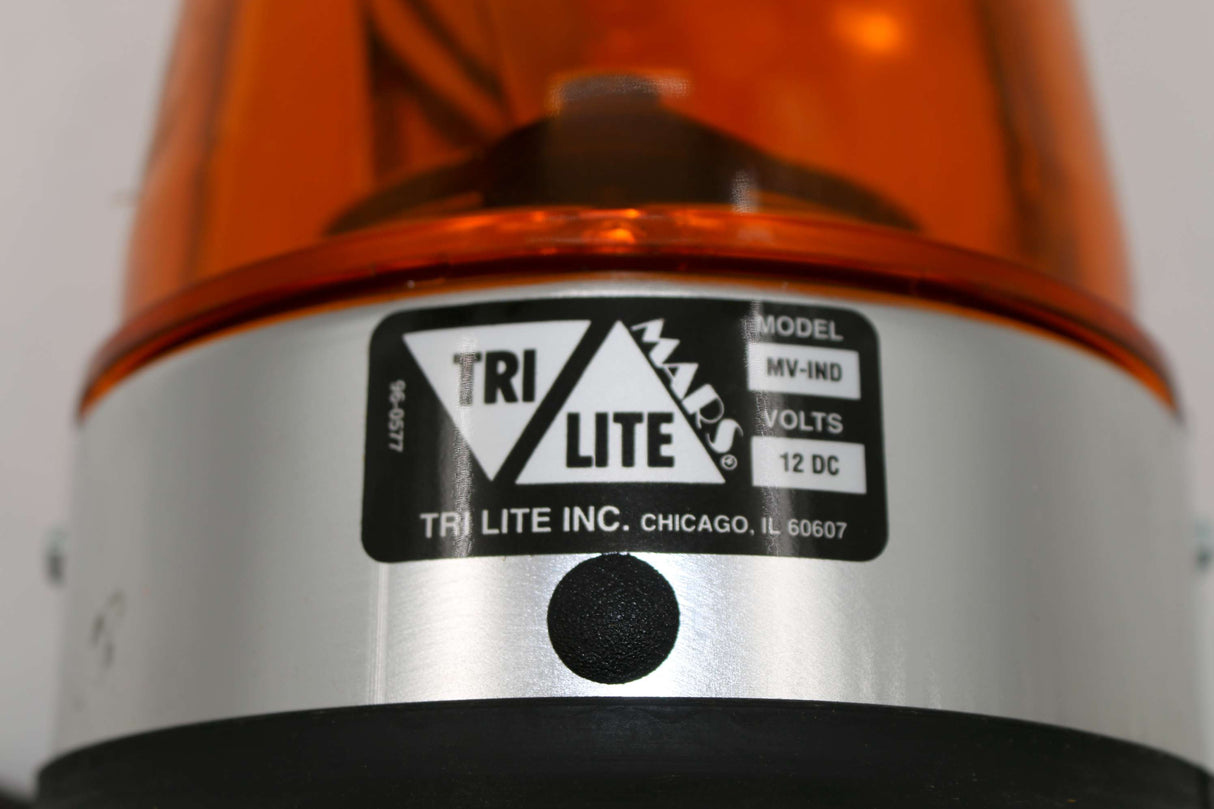 TRI
LITE
MARS®
MODEL
MV-IND
VOLTS
12 DC
96-0577
TRI LITE INC. CHICAGO, IL 60607